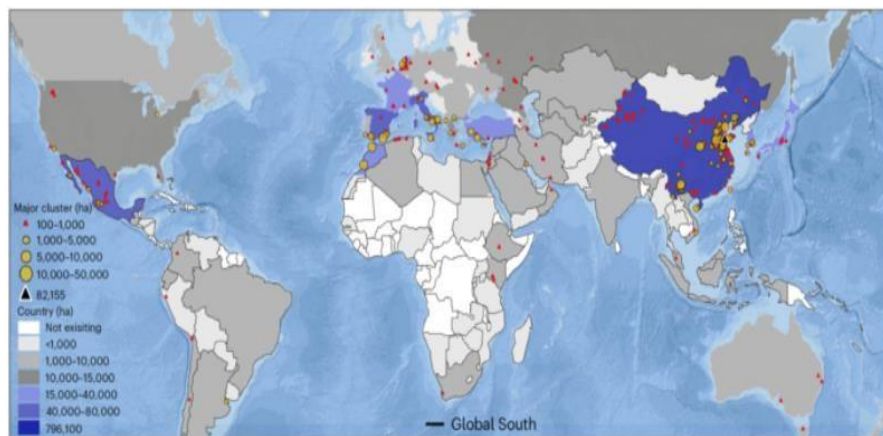 Major cluster (ha)
100–1,000
1,000–5,000
5,000–10,000
10,000–50,000
82,155
Country (ha)
Not exisiting
<1,000
1,000–10,000
10,000–15,000
15,000–40,000
40,000–80,000
796,100
Global South